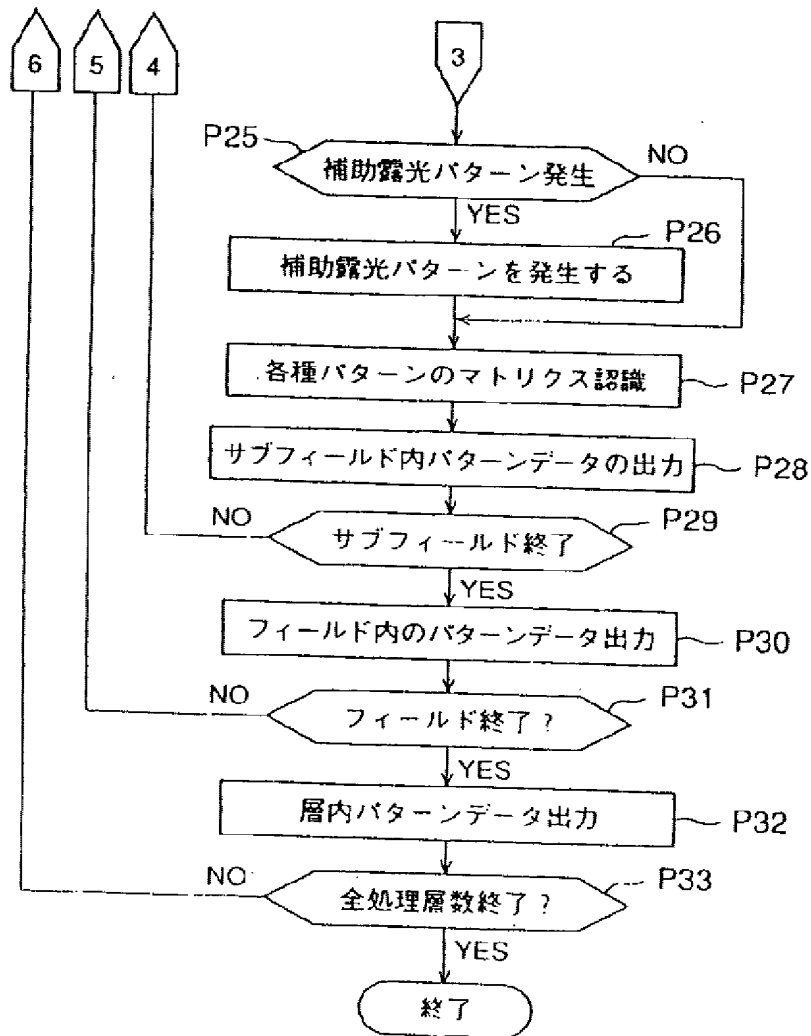 6 5 4 3
P25
補助露光パターン発生
NO
YES
P26
補助露光パターンを発生する
各種パターンのマトリクス認識
P27
サブフィールド内パターンデータの出力
P28
NO
P29
サブフィールド終了
YES
フィールド内のパターンデータ出力
P30
NO
P31
フィールド終了?
YES
層内パターンデータ出力
P32
NO
P33
全処理層数終了?
YES
終了